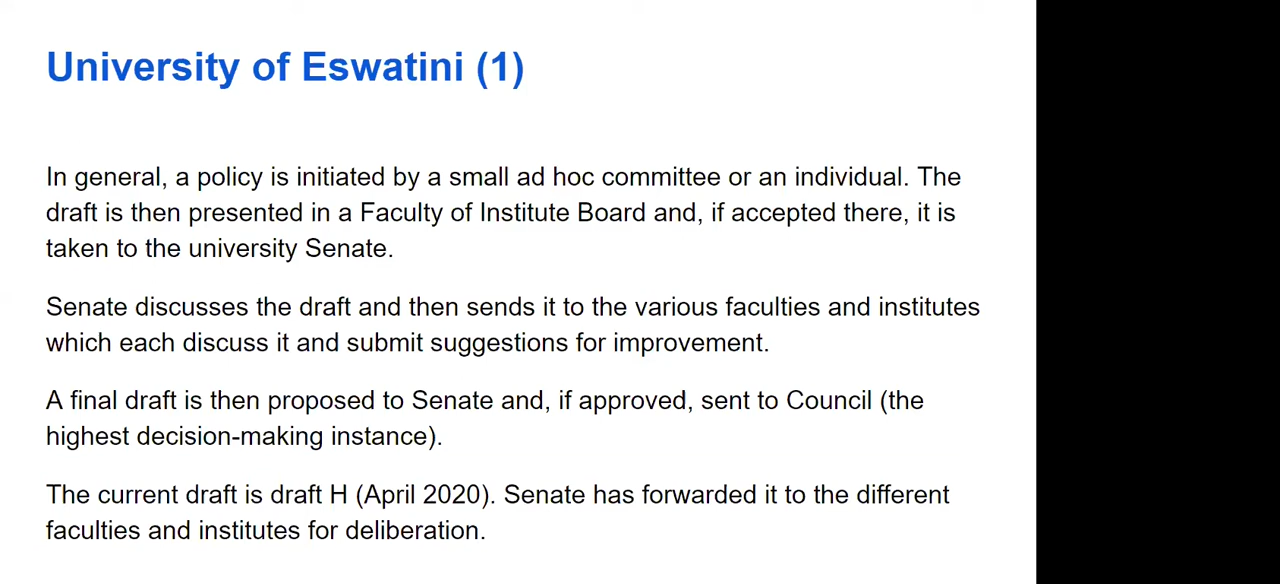 University of Eswatini (1)
In general, a policy is initiated by a small ad hoc committee or an individual. The
draft is then presented in a Faculty of Institute Board and, if accepted there, it is
taken to the university Senate.
Senate discusses the draft and then sends it to the various faculties and institutes
which each discuss it and submit suggestions for improvement.
A final draft is then proposed to Senate and, if approved, sent to Council (the
highest decision-making instance).
The current draft is draft H (April 2020). Senate has forwarded it to the different
faculties and institutes for deliberation.